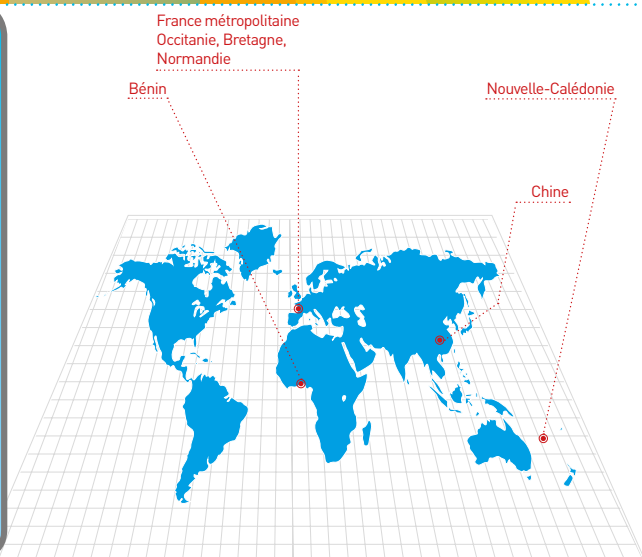 France métropolitaine
Occitanie, Bretagne,
Normandie
Bénin
Nouvelle-Calédonie
Chine